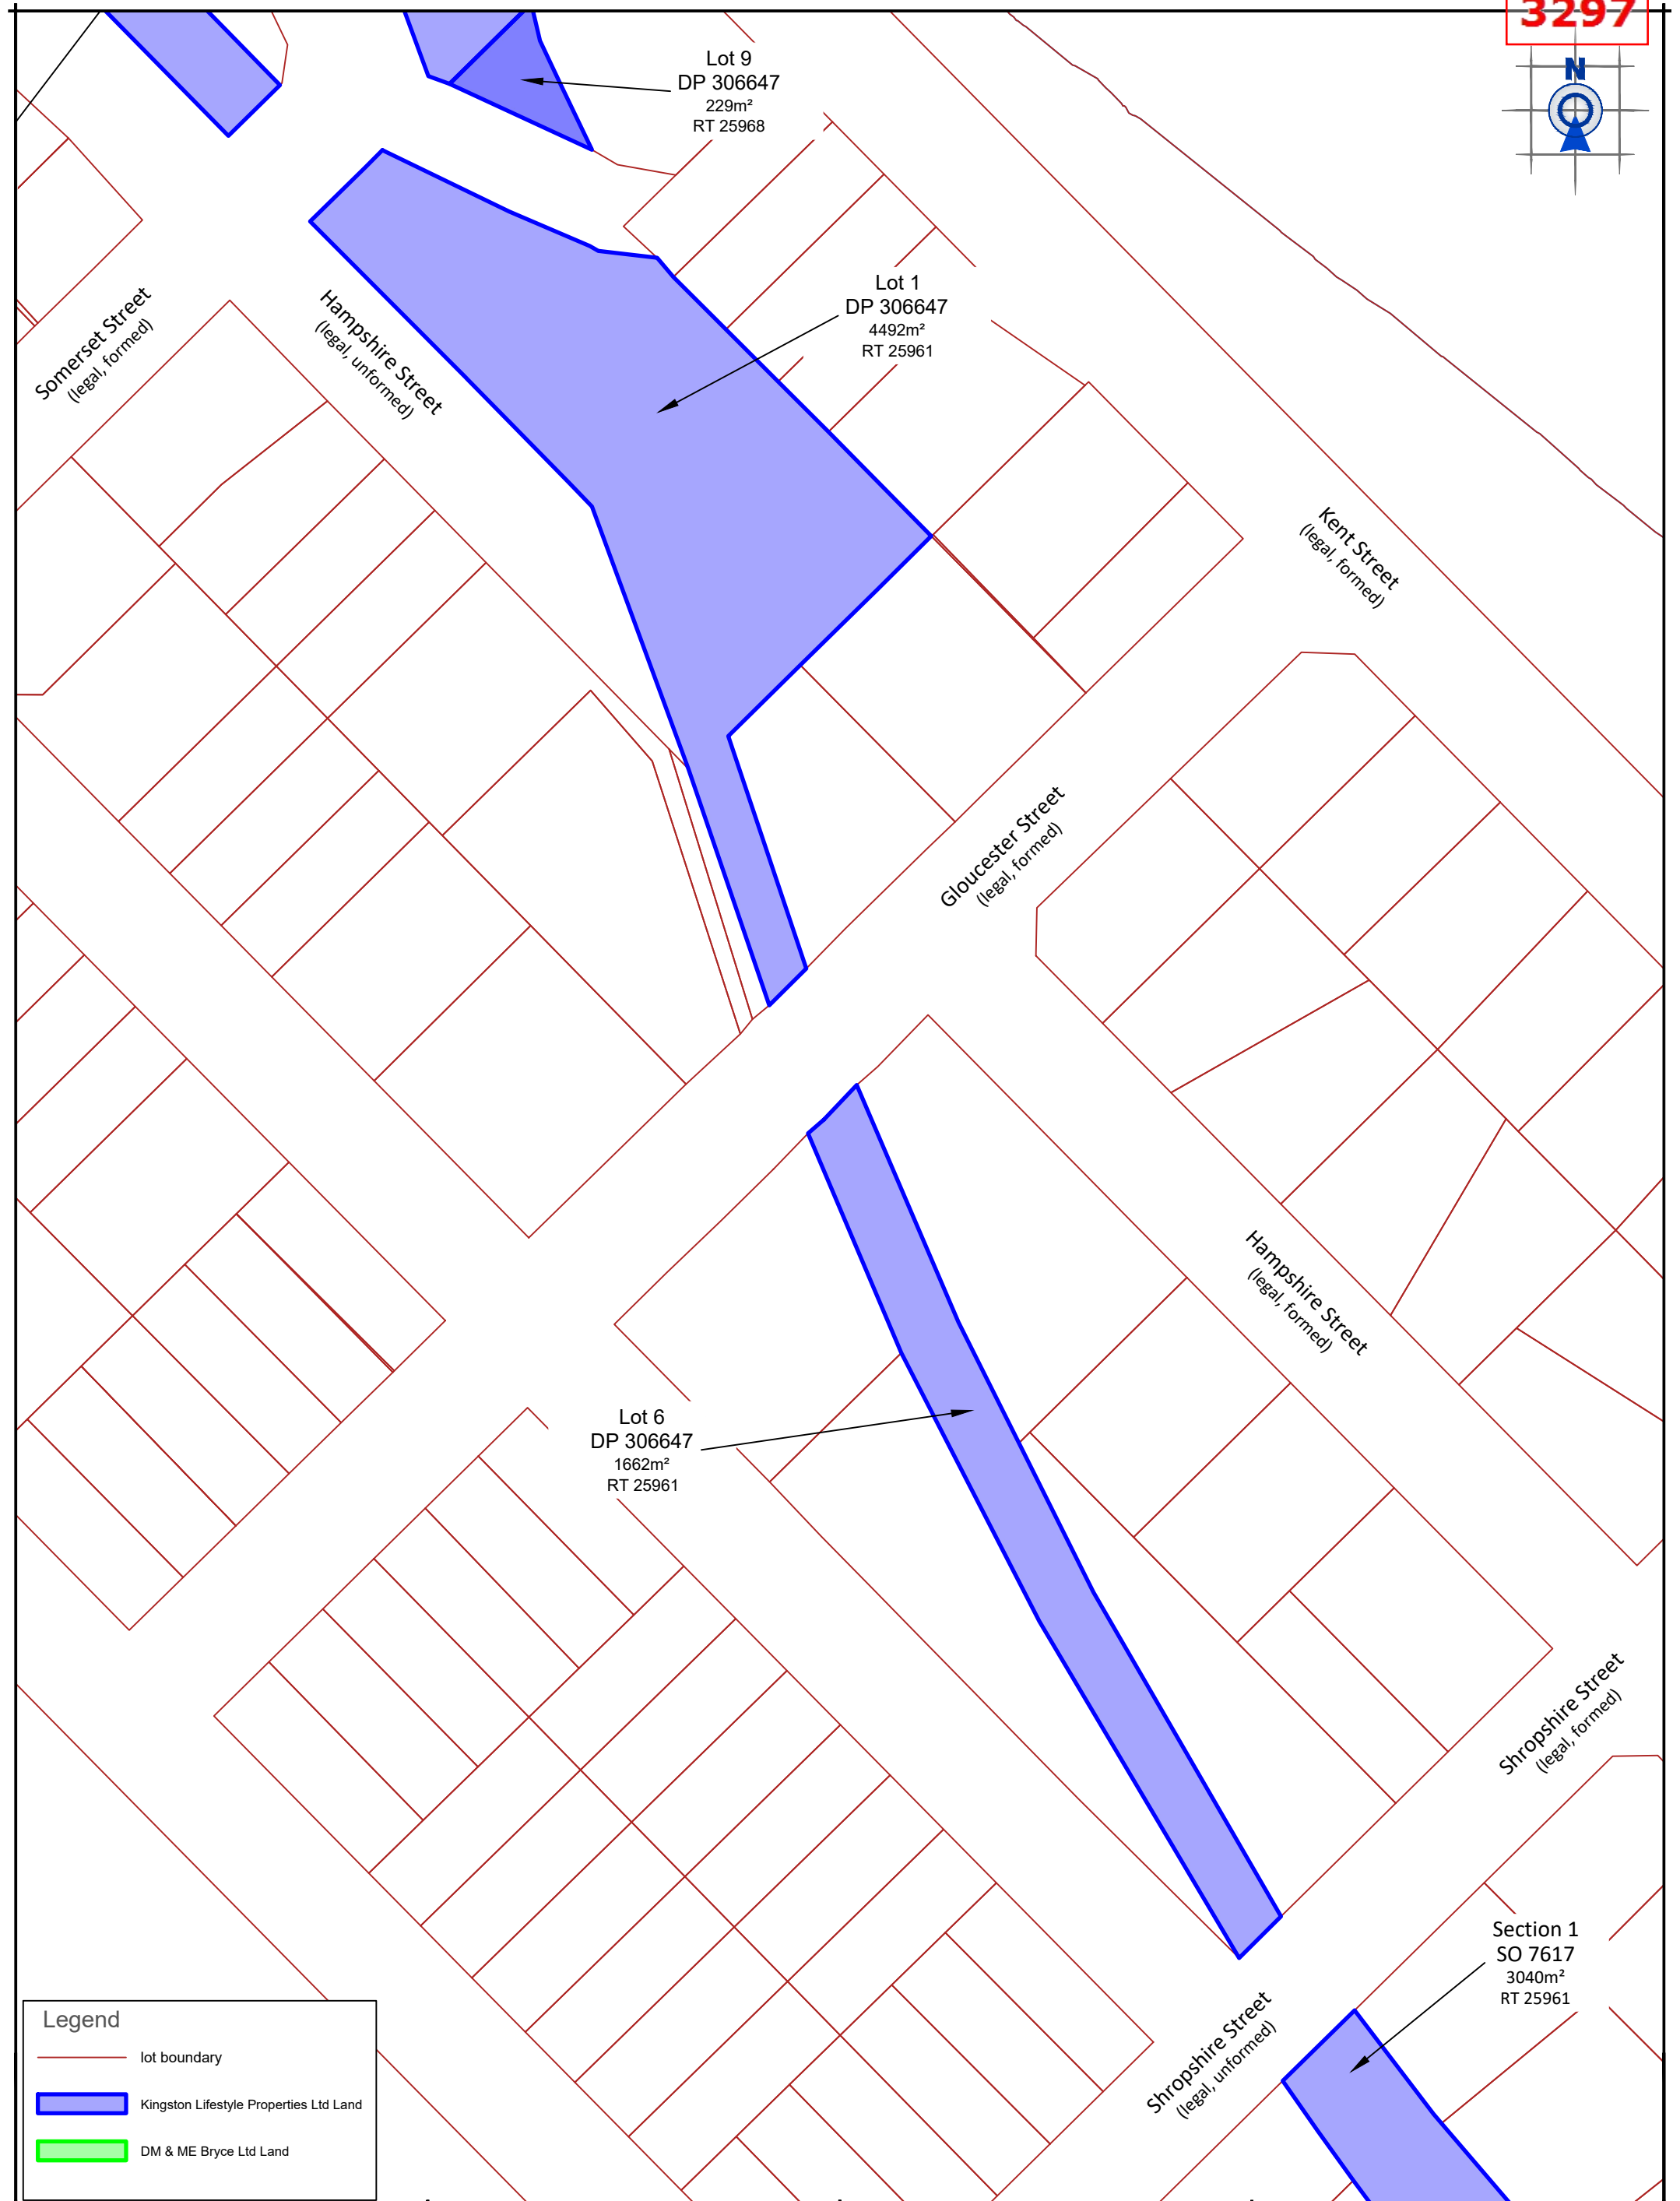 3297
N
Lot 9
DP 306647
229m²
RT 25968
Lot 1
DP 306647
4492m²
RT 25961
Somerset Street
(legal, formed)
Hampshire Street
(legal, unformed)
Kent Street
(legal, formed)
Gloucester Street
(legal, formed)
Hampshire Street
(legal, formed)
Lot 6
DP 306647
1662m²
RT 25961
Shropshire Street
(legal, formed)
Section 1
SO 7617
3040m²
RT 25961
Shropshire Street
(legal, unformed)
Legend
lot boundary
Kingston Lifestyle Properties Ltd Land
DM & ME Bryce Ltd Land